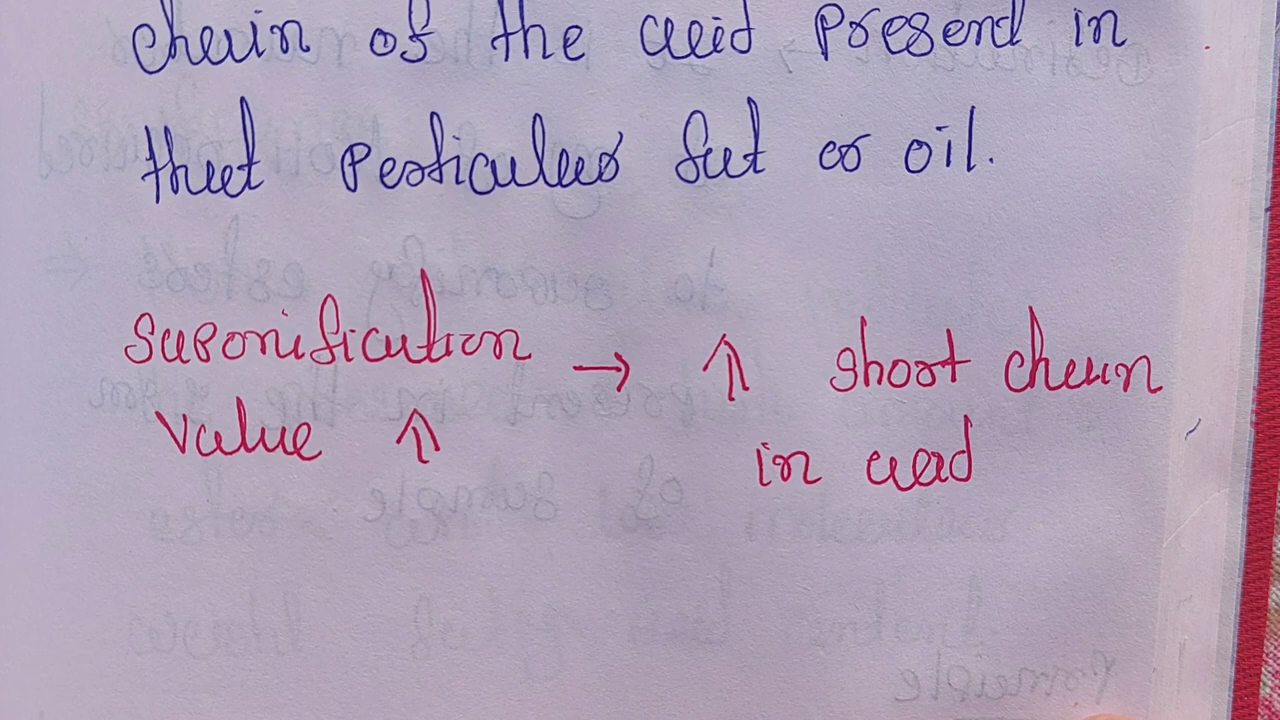 chain of the acid present in
that particular fat or oil.
Saponification → ↑ short chain
value ↑ in acid